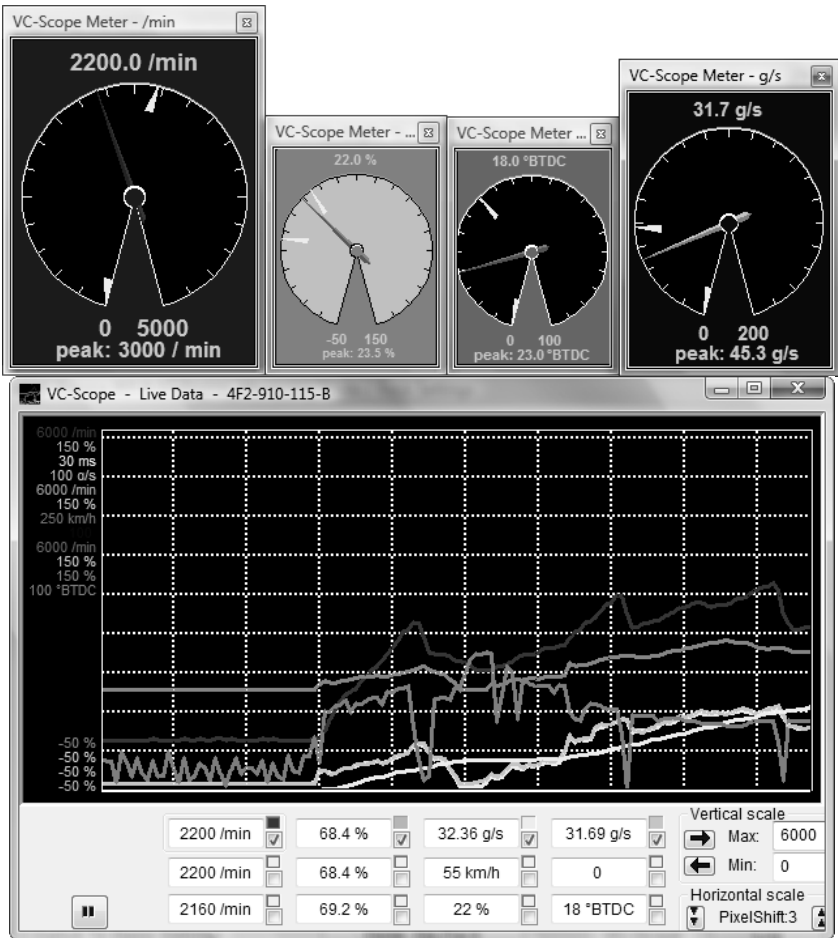 VC-Scope Meter - /min
2200.0 /min
0 5000
peak: 3000 / min
VC-Scope Meter - ...
22.0 %
-50 150
peak: 23.5 %
VC-Scope Meter ...
18.0 °BTDC
0 100
peak: 23.0 °BTDC
VC-Scope Meter - g/s
31.7 g/s
0 200
peak: 45.3 g/s
VC-Scope - Live Data - 4F2-910-115-B
6000 /min
150 %
30 ms
100 g/s
6000 /min
150 %
250 km/h
6000 /min
150 %
150 %
100 °BTDC
-50 %
-50 %
-50 %
-50 %
2200 /min 68.4 % 32.36 g/s 31.69 g/s
2200 /min 68.4 % 55 km/h 0
2160 /min 69.2 % 22 % 18 °BTDC
Vertical scale
Max: 6000
Min: 0
Horizontal scale
PixelShift:3